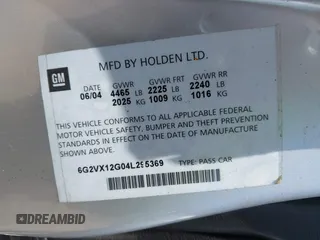 GM
MFD BY HOLDEN LTD.
GVWR GVWR FRT GVWR RR
06/04 4465 LB 2225 LB 2240 LB
2025 KG 1009 KG 1016 KG
THIS VEHICLE CONFORMS TO ALL APPLICABLE FEDERAL
MOTOR VEHICLE SAFETY, BUMPER AND THEFT PREVENTION
STANDARDS IN EFFECT ON THE DATE OF MANUFACTURE
SHOWN ABOVE.
6G2VX12G04L295369 TYPE: PASS CAR
DREAMBID